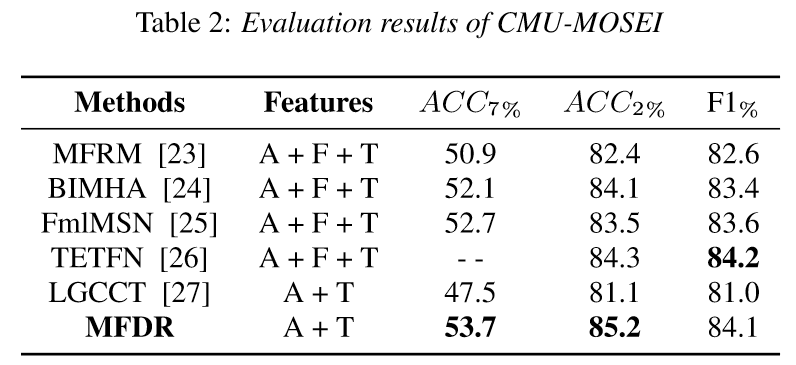 Table 2: Evaluation results of CMU-MOSEI
Methods Features ACC7% ACC2% F1%
MFRM [23] A + F + T 50.9 82.4 82.6
BIMHA [24] A + F + T 52.1 84.1 83.4
FmlMSN [25] A + F + T 52.7 83.5 83.6
TETFN [26] A + F + T - - 84.3 84.2
LGCCT [27] A + T 47.5 81.1 81.0
MFDR A + T 53.7 85.2 84.1